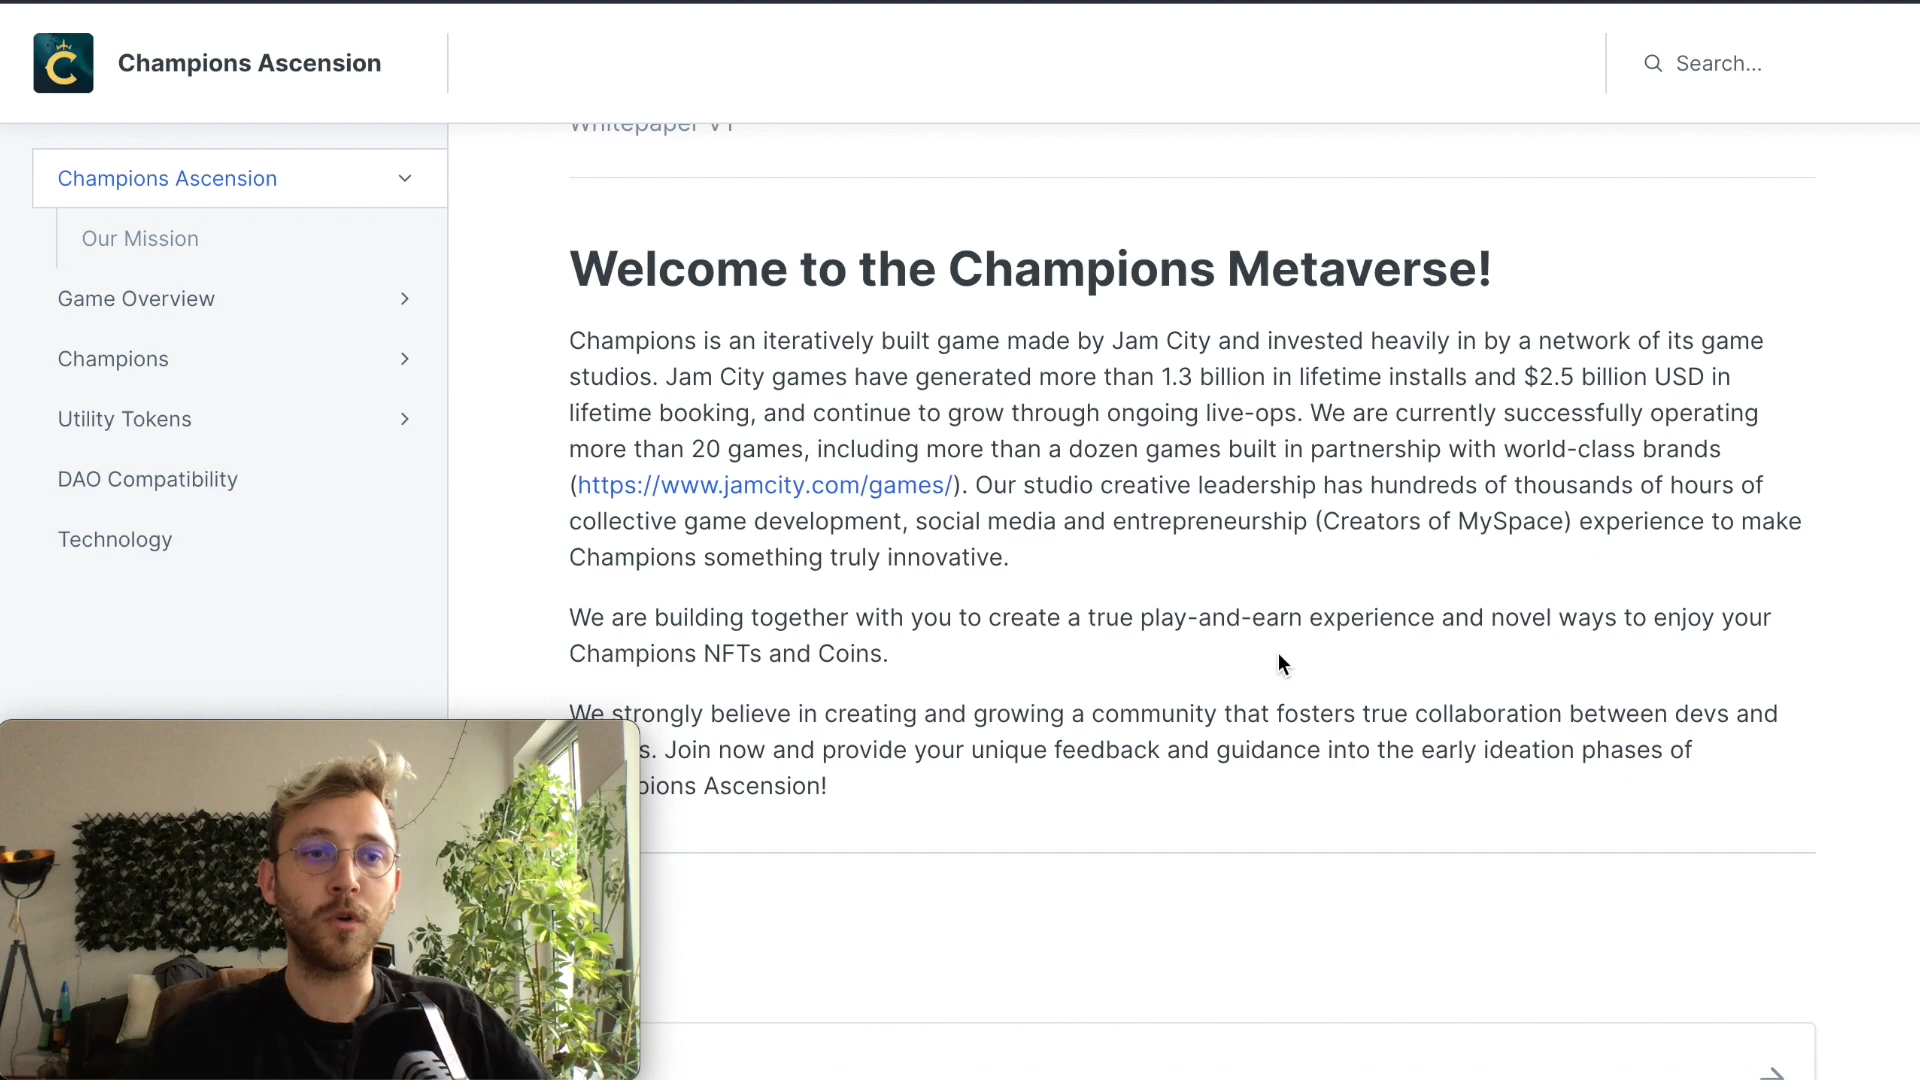 C
Champions Ascension
Search...
Whitepaper V1
Champions Ascension
Our Mission
Game Overview
Champions
Utility Tokens
DAO Compatibility
Technology
Welcome to the Champions Metaverse!
Champions is an iteratively built game made by Jam City and invested heavily in by a network of its game
studios. Jam City games have generated more than 1.3 billion in lifetime installs and $2.5 billion USD in
lifetime booking, and continue to grow through ongoing live-ops. We are currently successfully operating
more than 20 games, including more than a dozen games built in partnership with world-class brands
(https://www.jamcity.com/games/). Our studio creative leadership has hundreds of thousands of hours of
collective game development, social media and entrepreneurship (Creators of MySpace) experience to make
Champions something truly innovative.
We are building together with you to create a true play-and-earn experience and novel ways to enjoy your
Champions NFTs and Coins.
We strongly believe in creating and growing a community that fosters true collaboration between devs and
s. Join now and provide your unique feedback and guidance into the early ideation phases of
pions Ascension!